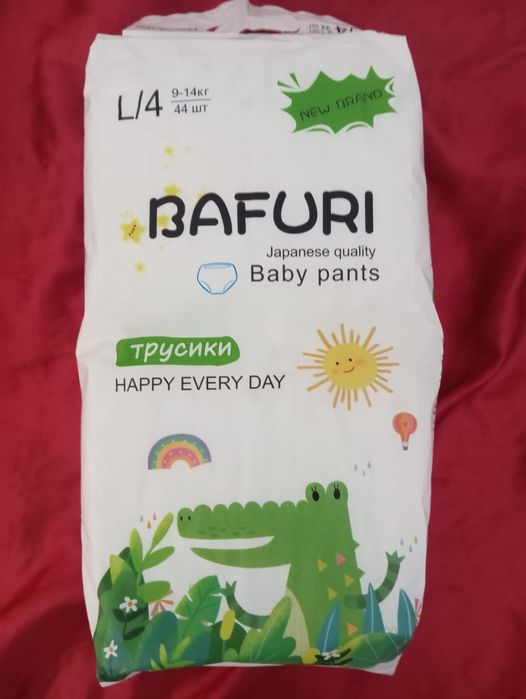 L/4
9-14кг
44 шт
NEW BRAND
BAFURI
Japanese quality
Baby pants
трусики
HAPPY EVERY DAY